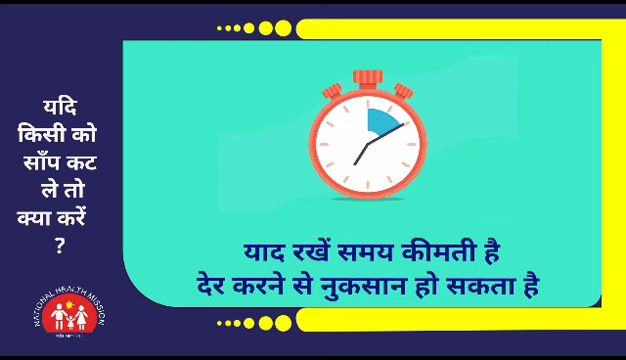 यदि
किसी को
साँप कट
ले तो
क्या करें
?
याद रखें समय कीमती है
देर करने से नुकसान हो सकता है
NATIONAL HEALTH MISSION